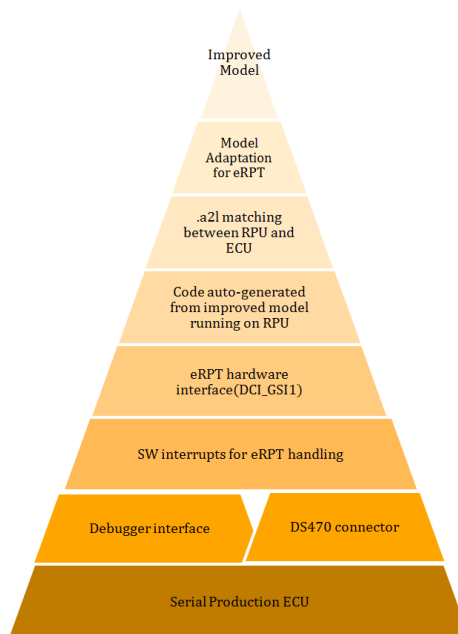 Improved
Model
Model
Adaptation
for eRPT
.a2l matching
between RPU and
ECU
Code auto-generated
from improved model
running on RPU
eRPT hardware
interface(DCI_GSI1)
SW interrupts for eRPT handling
Debugger interface
DS470 connector
Serial Production ECU